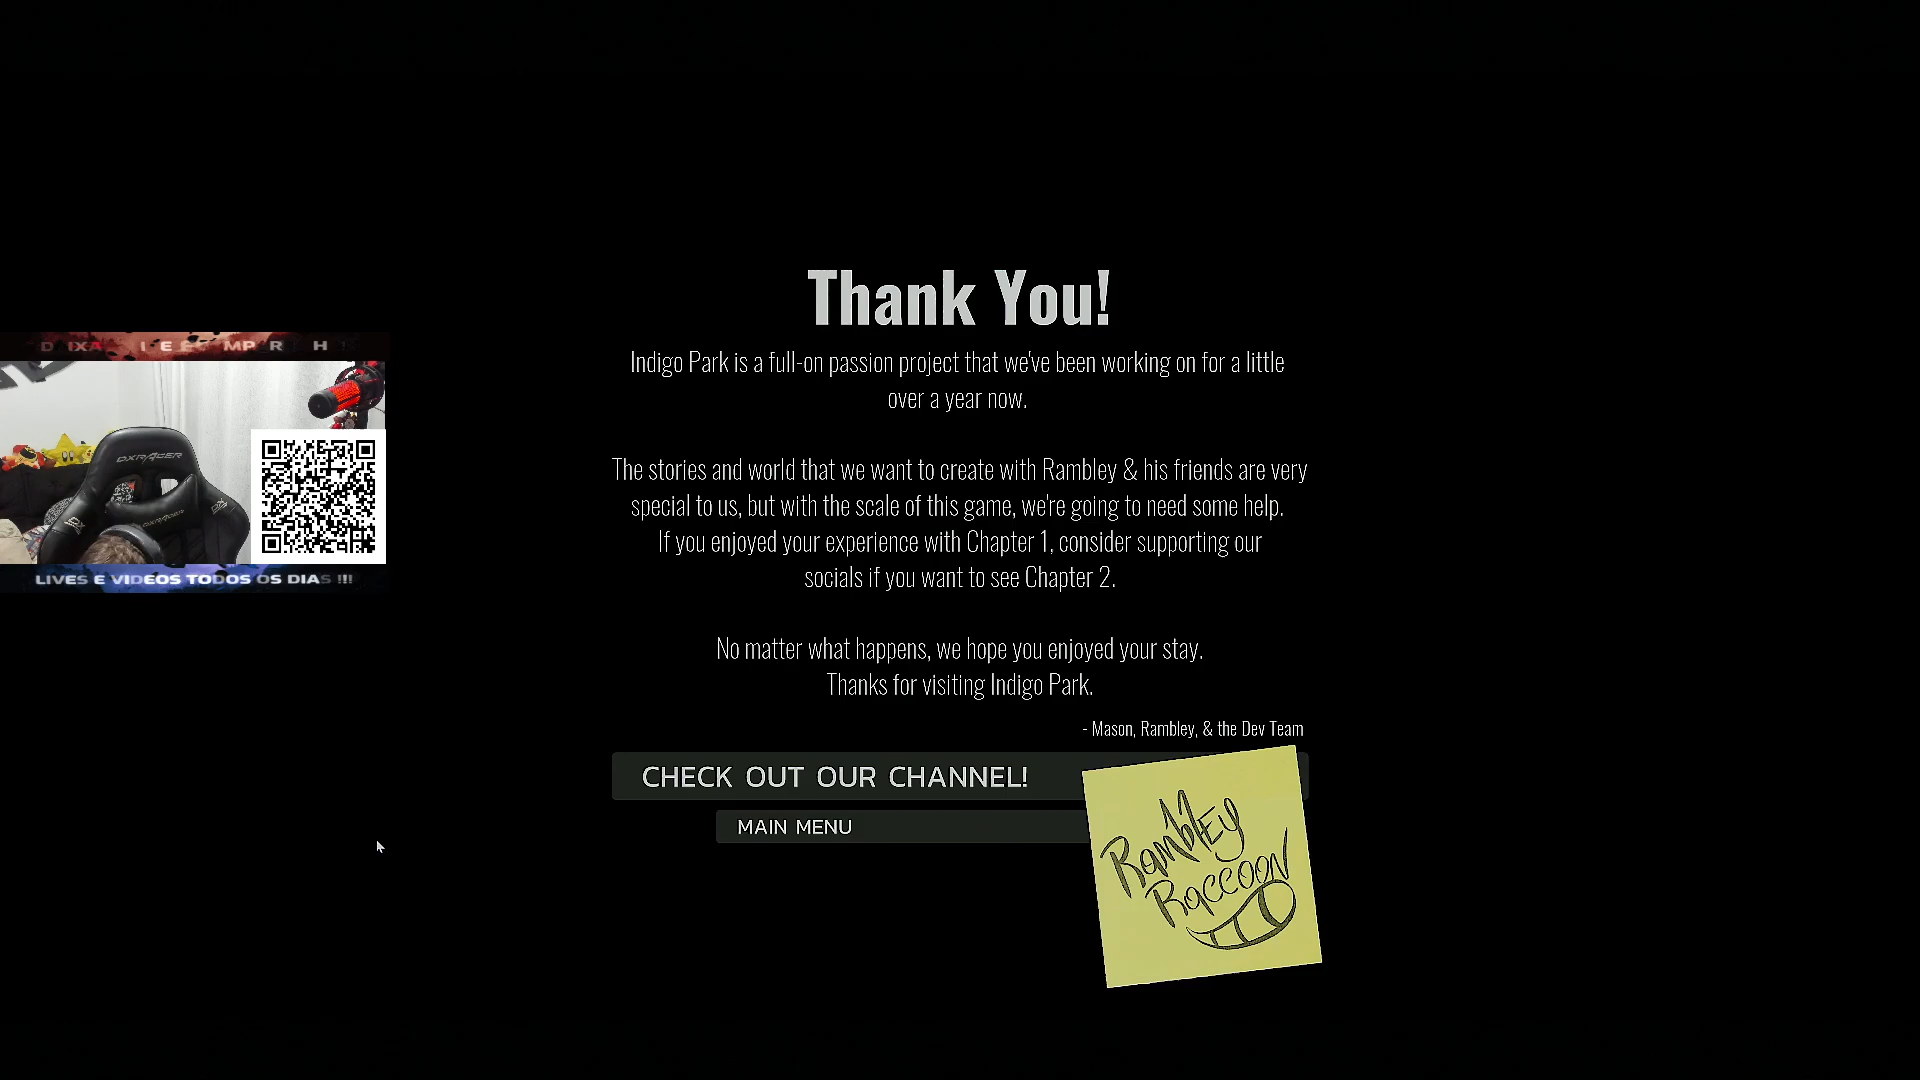 Thank You!
Indigo Park is a full-on passion project that we've been working on for a little
over a year now.
The stories and world that we want to create with Rambley & his friends are very
special to us, but with the scale of this game, we're going to need some help.
If you enjoyed your experience with Chapter 1, consider supporting our
socials if you want to see Chapter 2.
No matter what happens, we hope you enjoyed your stay.
Thanks for visiting Indigo Park.
- Mason, Rambley, & the Dev Team
CHECK OUT OUR CHANNEL!
MAIN MENU
Rambley
Raccoon
DXRACER
DXRACER
LIVES E VIDEOS TODOS OS DIAS !!!